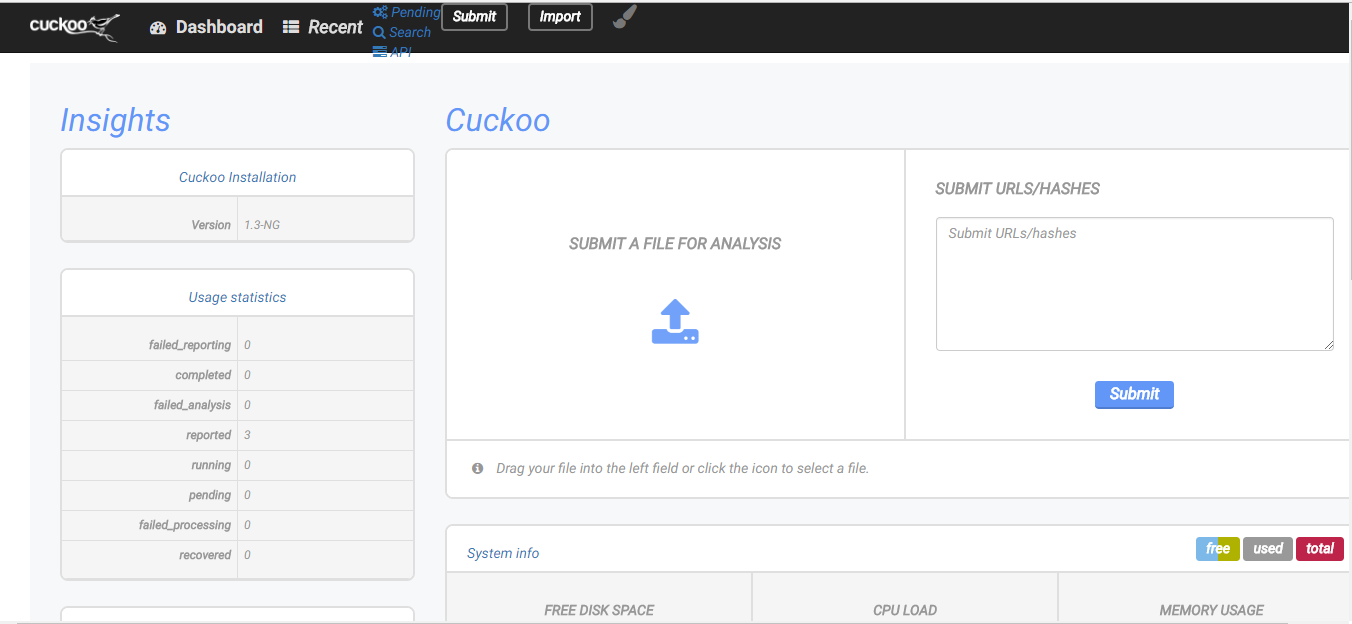 cuckoo Dashboard Recent Pending Submit Import
Search
API
Insights
Cuckoo Installation
Version 1.3-NG
Usage statistics
failed_reporting 0
completed 0
failed_analysis 0
reported 3
running 0
pending 0
failed_processing 0
recovered 0
Cuckoo
SUBMIT A FILE FOR ANALYSIS
SUBMIT URLS/HASHES
Submit URLs/hashes
Submit
Drag your file into the left field or click the icon to select a file.
System info free used total
FREE DISK SPACE CPU LOAD MEMORY USAGE